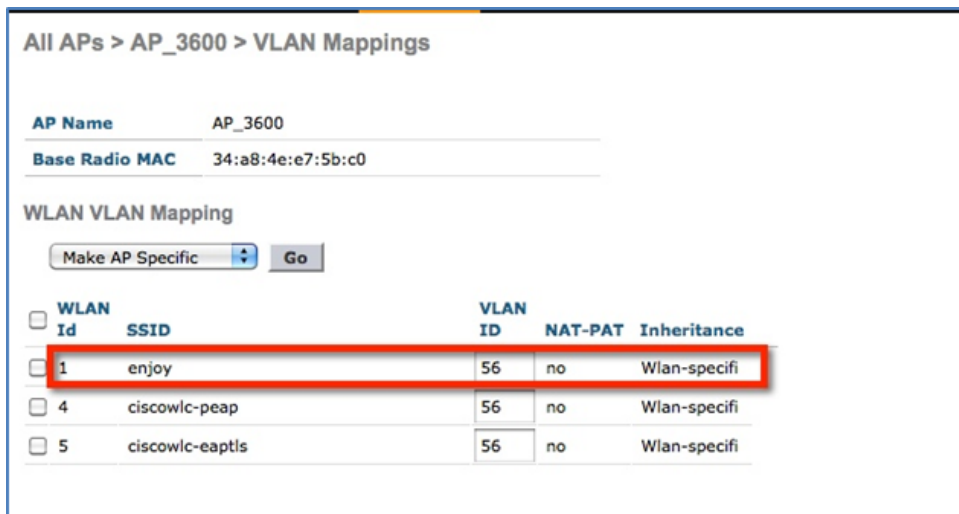 All APs > AP_3600 > VLAN Mappings
AP Name AP_3600
Base Radio MAC 34:a8:4e:e7:5b:c0
WLAN VLAN Mapping
Make AP Specific Go
WLAN Id SSID VLAN ID NAT-PAT Inheritance
1 enjoy 56 no Wlan-specifi
4 ciscowlc-peap 56 no Wlan-specifi
5 ciscowlc-eaptls 56 no Wlan-specifi